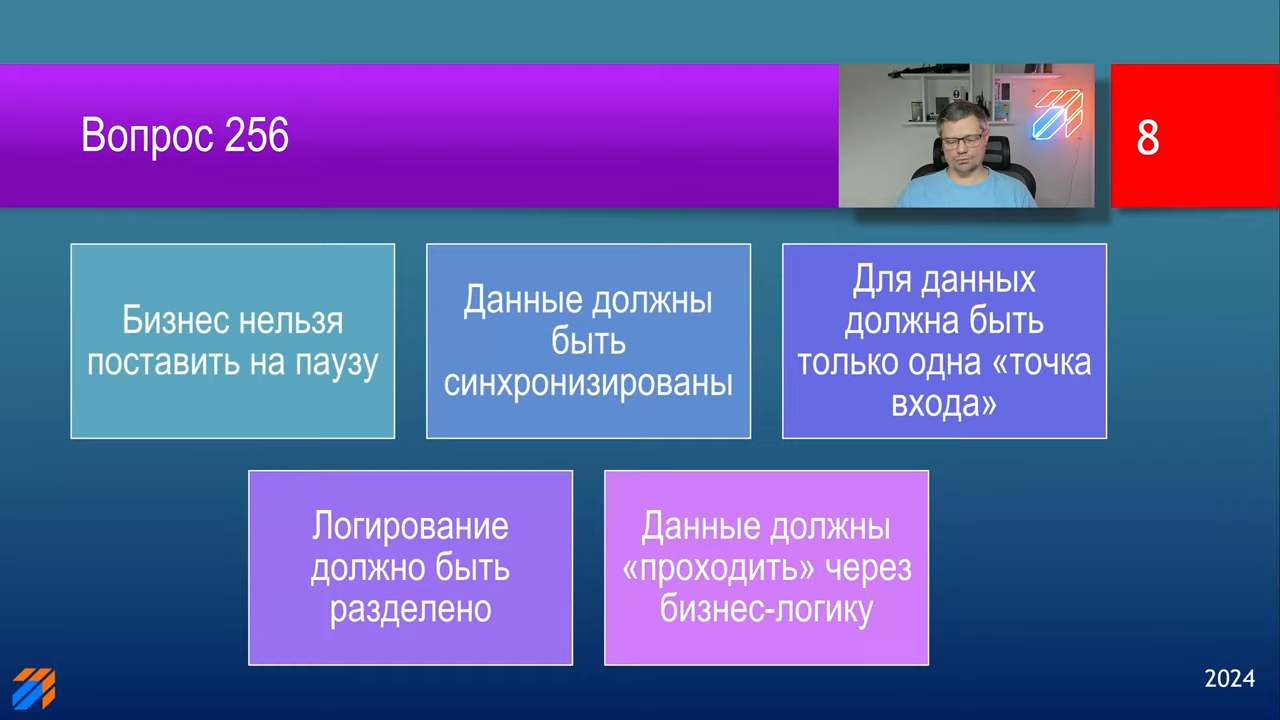 Вопрос 256
8
Бизнес нельзя
поставить на паузу
Данные должны
быть
синхронизированы
Для данных
должна быть
только одна «точка
входа»
Логирование
должно быть
разделено
Данные должны
«проходить» через
бизнес-логику
2024